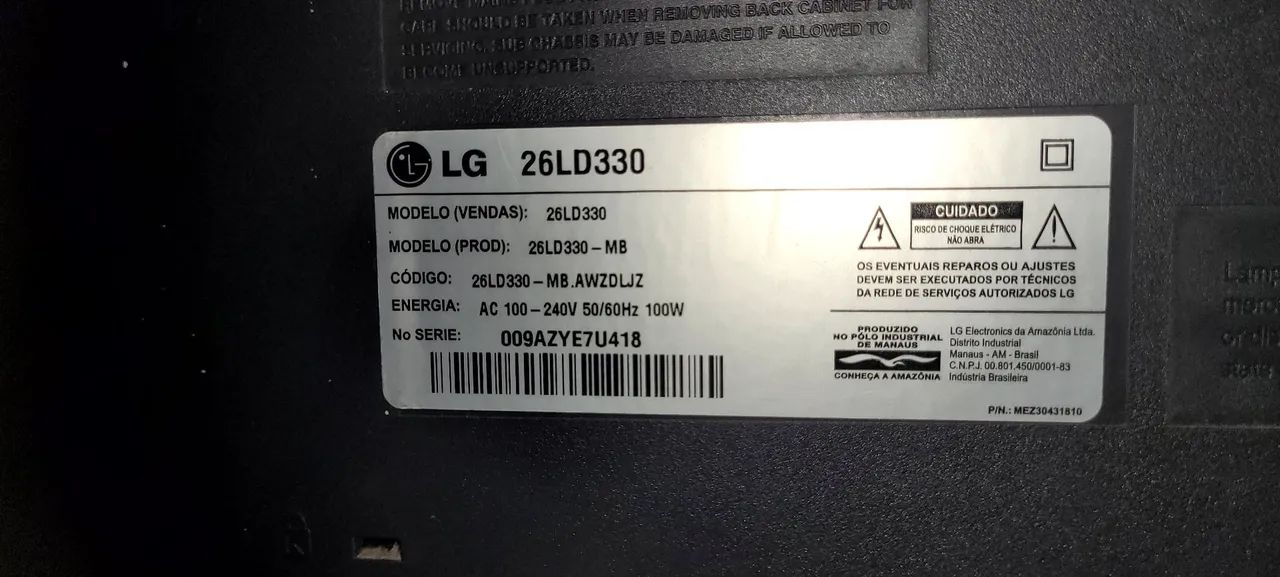 CARE SHOULD BE TAKEN WHEN REMOVING BACK CABINET FOR
SERVICING. SUB CHASSIS MAY BE DAMAGED IF ALLOWED TO
BECOME UNSUPPORTED.
LG 26LD330
MODELO (VENDAS): 26LD330
MODELO (PROD): 26LD330-MB
CÓDIGO: 26LD330-MB.AWZDLJZ
ENERGIA: AC 100-240V 50/60Hz 100W
No SERIE: 009AZYE7U418
CUIDADO
RISCO DE CHOQUE ELÉTRICO
NÃO ABRA
OS EVENTUAIS REPAROS OU AJUSTES
DEVEM SER EXECUTADOS POR TÉCNICOS
DA REDE DE SERVIÇOS AUTORIZADOS LG
PRODUZIDO
NO PÓLO INDUSTRIAL
DE MANAUS
CONHEÇA A AMAZÔNIA
LG Electronics da Amazônia Ltda.
Distrito Industrial
Manaus - AM - Brasil
C.N.P.J. 00.801.450/0001-83
Indústria Brasileira
P/N.: MEZ30431810